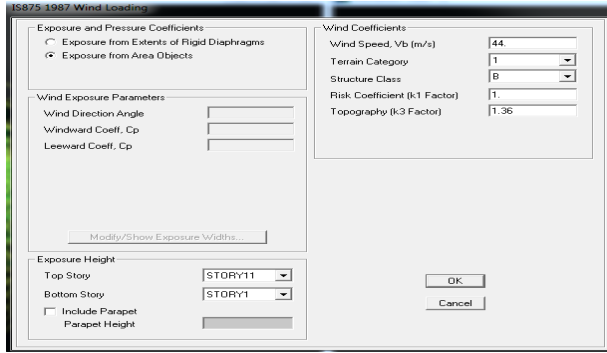 IS875 1987 Wind Loading
Exposure and Pressure Coefficients
Exposure from Extents of Rigid Diaphragms
Exposure from Area Objects
Wind Exposure Parameters
Wind Direction Angle
Windward Coeff, Cp
Leeward Coeff, Cp
Modify/Show Exposure Widths...
Exposure Height
Top Story STORY11
Bottom Story STORY1
Include Parapet
Parapet Height
Wind Coefficients
Wind Speed, Vb (m/s) 44.
Terrain Category 1
Structure Class B
Risk Coefficient (k1 Factor) 1.
Topography (k3 Factor) 1.36
OK
Cancel